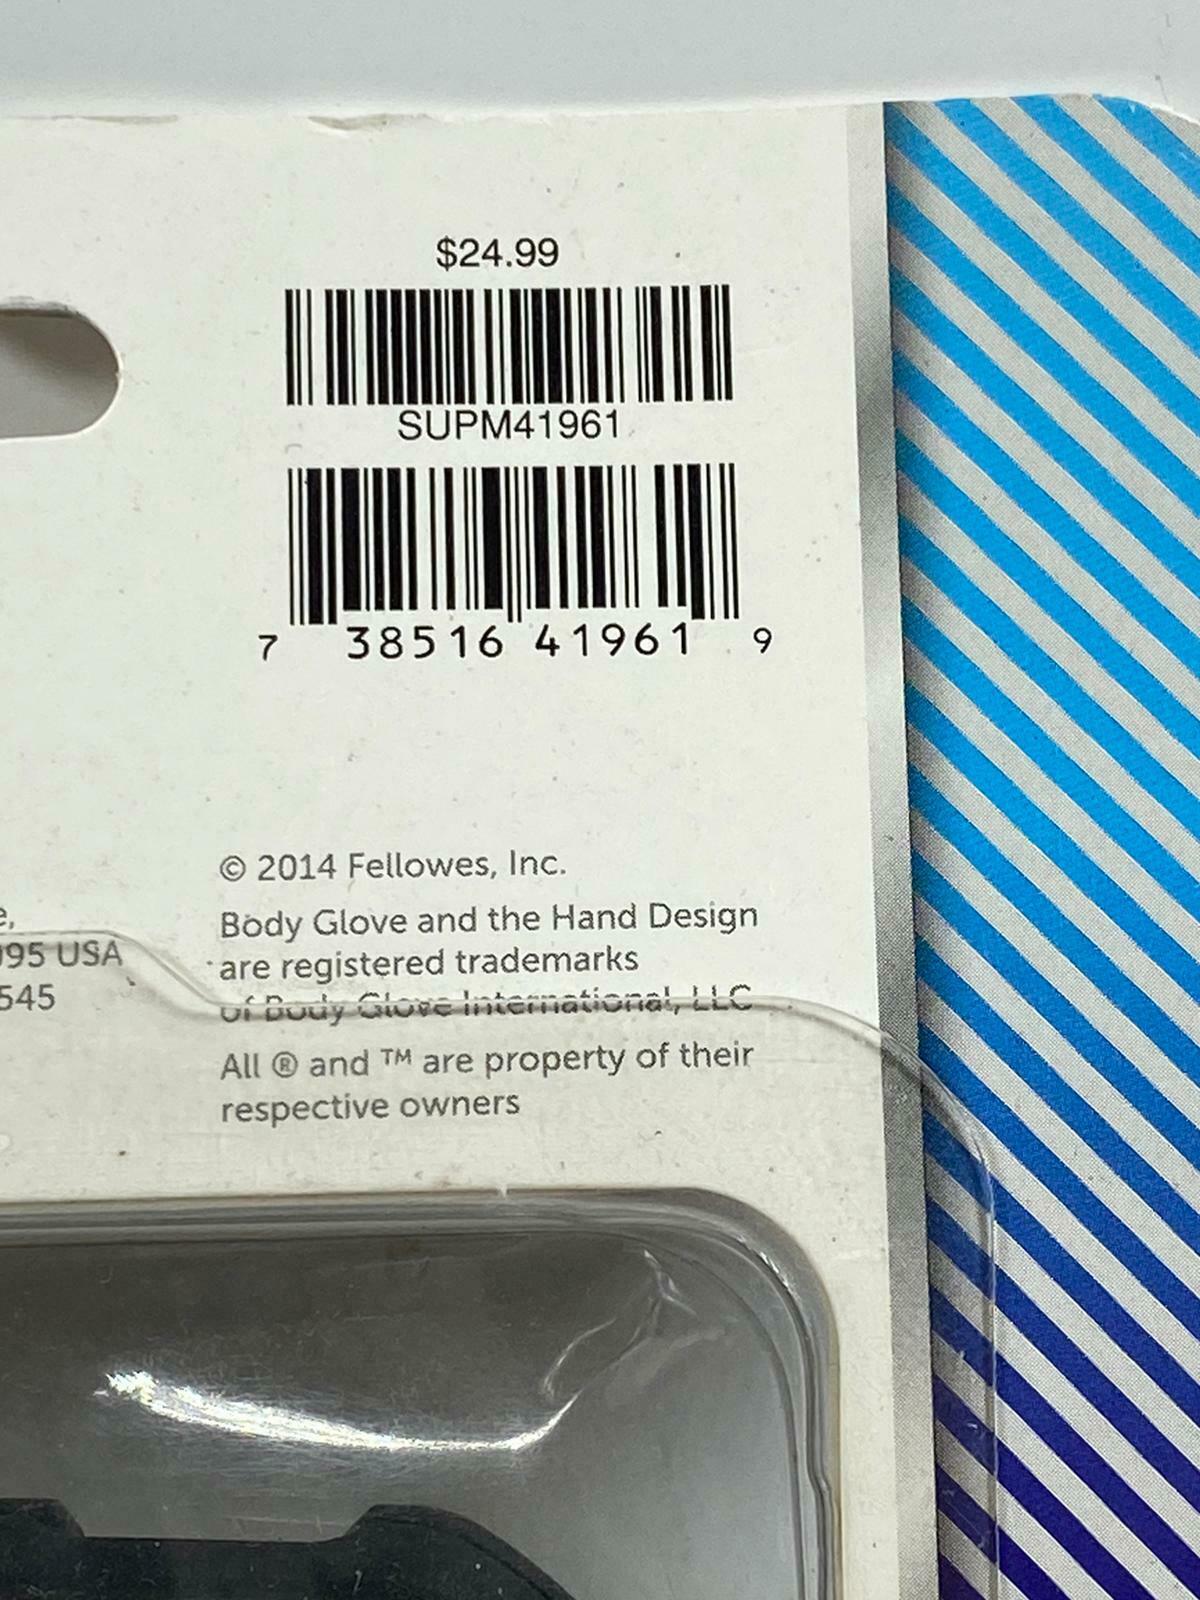 $24.99
SUPM41961
7 38516 41961 9
© 2014 Fellowes, Inc.
Body Glove and the Hand Design
are registered trademarks
of Body Glove International, LLC
All ® and ™ are property of their
respective owners
e,
995 USA
545